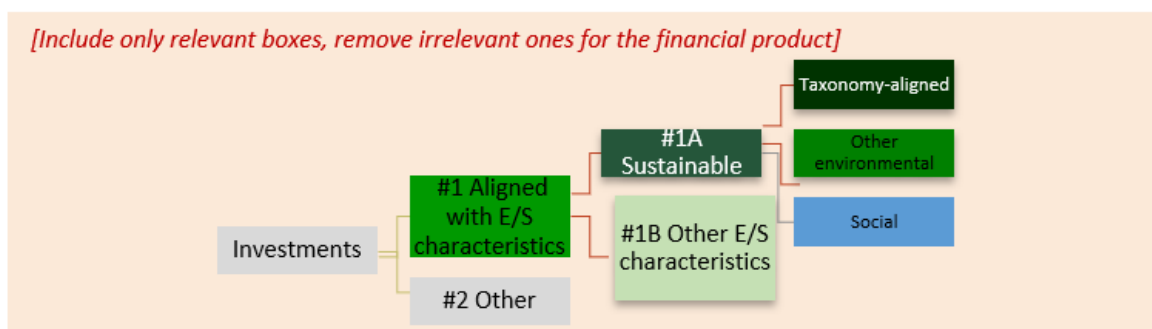 [Include only relevant boxes, remove irrelevant ones for the financial product]
Taxonomy-aligned
#1A
Sustainable
Other
environmental
#1 Aligned
with E/S
characteristics
Social
#1B Other E/S
characteristics
Investments
#2 Other